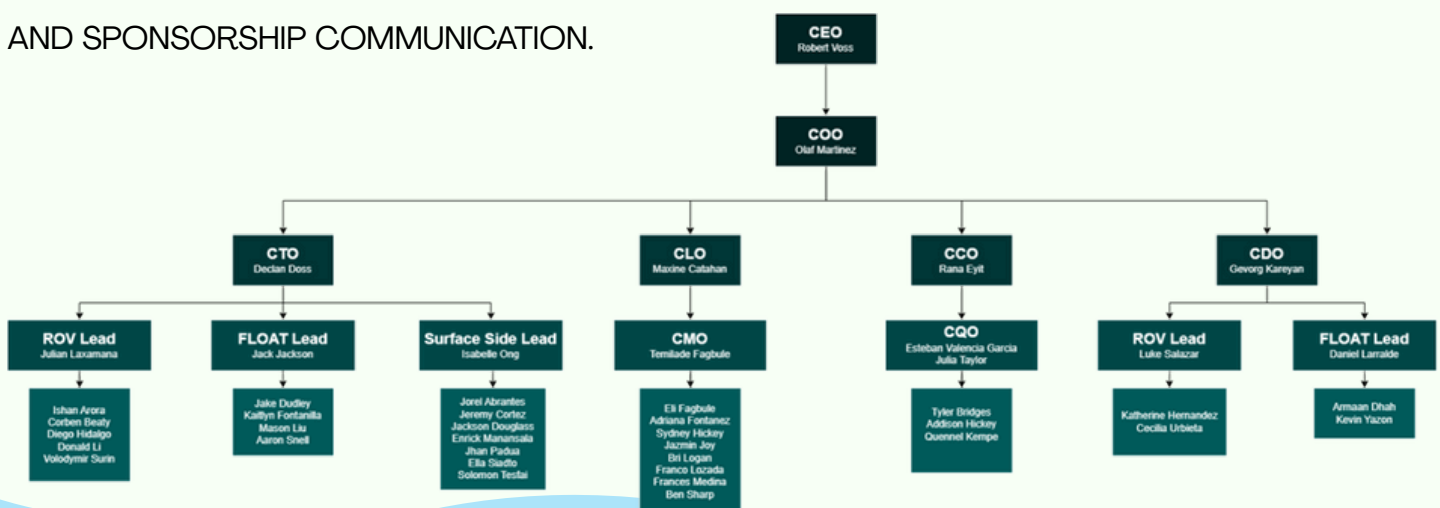 AND SPONSORSHIP COMMUNICATION.
CEO
Robert Voss
COO
Olaf Martinez
CTO
Declan Doss
CLO
Maxine Catahan
CCO
Rana Eyit
CDO
Gevorg Kareyan
ROV Lead
Julian Laxamana
FLOAT Lead
Jack Jackson
Surface Side Lead
Isabelle Ong
CMO
Temilade Fagbule
CQO
Esteban Valencia Garcia
Julia Taylor
ROV Lead
Luke Salazar
FLOAT Lead
Daniel Larralde
Ishan Arora
Corben Beaty
Diego Hidalgo
Donald Li
Volodymir Surin
Jake Dudley
Kaitlyn Fontanilla
Mason Liu
Aaron Snell
Jorel Abrantes
Jeremy Cortez
Jackson Douglass
Enrick Manansala
Jhan Padua
Ella Siadto
Solomon Tesfai
Eli Fagbule
Adriana Fontanez
Sydney Hickey
Jazmin Joy
Bri Logan
Franco Lozada
Frances Medina
Ben Sharp
Tyler Bridges
Addison Hickey
Quennel Kempe
Katherine Hernandez
Cecilia Urbieta
Armaan Dhah
Kevin Yazon